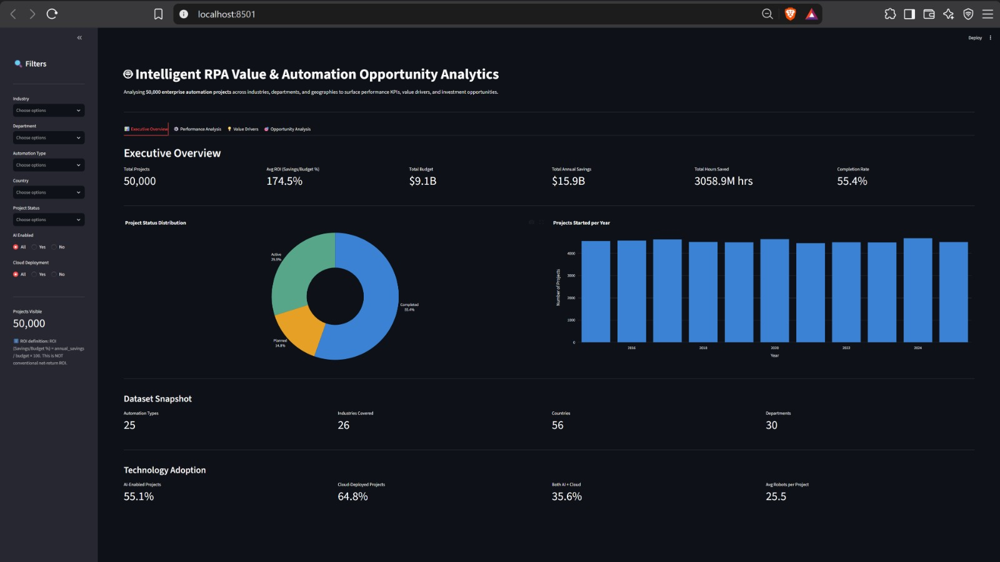 localhost:8501
Deploy
Filters
Industry
Choose options
Department
Choose options
Automation Type
Choose options
Country
Choose options
Project Status
Choose options
AI Enabled
All Yes No
Cloud Deployment
All Yes No
Projects Visible
50,000
ROI definition: ROI
(Savings/Budget %) = annual_savings
/ budget × 100. This is NOT
conventional net-return ROI.
Intelligent RPA Value & Automation Opportunity Analytics
Analysing 50,000 enterprise automation projects across industries, departments, and geographies to surface performance KPIs, value drivers, and investment opportunities.
Executive Overview Performance Analysis Value Drivers Opportunity Analysis
Executive Overview
Total Projects Avg ROI (Savings/Budget %) Total Budget Total Annual Savings Total Hours Saved Completion Rate
50,000 174.5% $9.1B $15.9B 3058.9M hrs 55.4%
Project Status Distribution
Active
29.9%
Completed
55.4%
Planned
14.8%
Projects Started per Year
Number of Projects
4000
3000
2000
1000
0
2016 2018 2020 2022 2024
Year
Dataset Snapshot
Automation Types Industries Covered Countries Departments
25 26 56 30
Technology Adoption
AI-Enabled Projects Cloud-Deployed Projects Both AI + Cloud Avg Robots per Project
55.1% 64.8% 35.6% 25.5